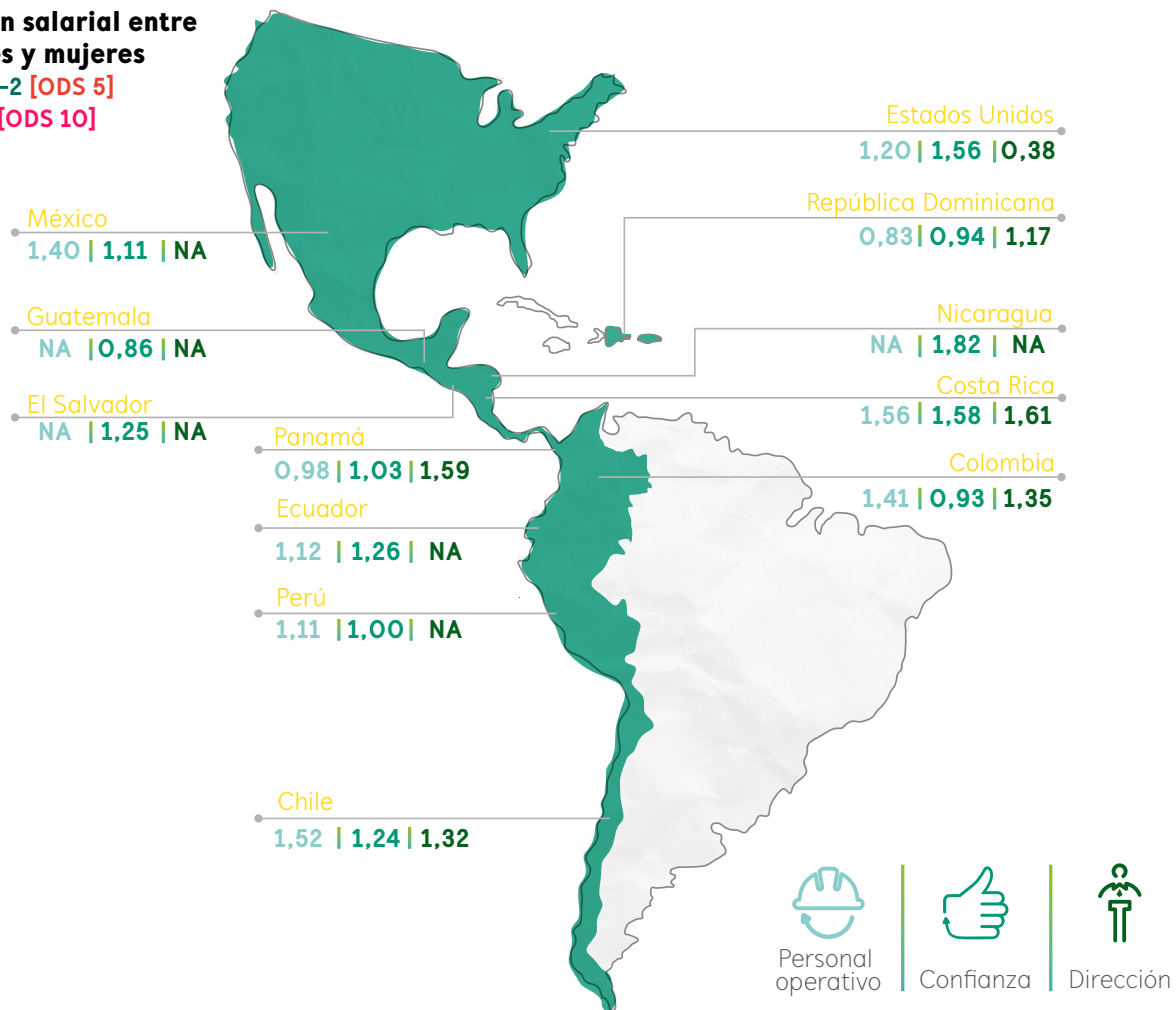 n salarial entre
s y mujeres
-2 [ODS 5]
[ODS 10]
Estados Unidos
1,20 | 1,56 | 0,38
República Dominicana
0,83 | 0,94 | 1,17
México
1,40 | 1,11 | NA
Guatemala
NA | 0,86 | NA
Nicaragua
NA | 1,82 | NA
El Salvador
NA | 1,25 | NA
Costa Rica
1,56 | 1,58 | 1,61
Panamá
0,98 | 1,03 | 1,59
Colombia
1,41 | 0,93 | 1,35
Ecuador
1,12 | 1,26 | NA
Perú
1,11 | 1,00 | NA
Chile
1,52 | 1,24 | 1,32
Personal
operativo
Confianza
Dirección